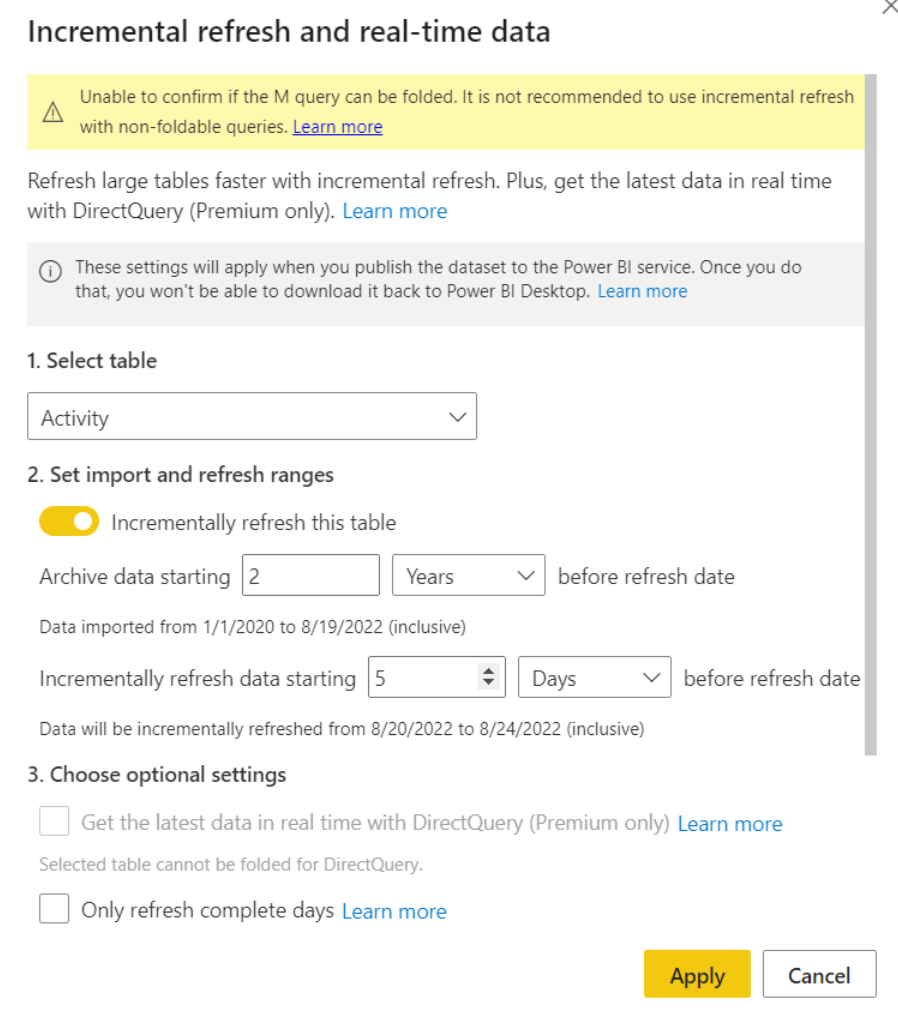 Incremental refresh and real-time data
Unable to confirm if the M query can be folded. It is not recommended to use incremental refresh
with non-foldable queries. Learn more
Refresh large tables faster with incremental refresh. Plus, get the latest data in real time
with DirectQuery (Premium only). Learn more
These settings will apply when you publish the dataset to the Power BI service. Once you do
that, you won't be able to download it back to Power BI Desktop. Learn more
1. Select table
Activity
2. Set import and refresh ranges
Incrementally refresh this table
Archive data starting 2 Years before refresh date
Data imported from 1/1/2020 to 8/19/2022 (inclusive)
Incrementally refresh data starting 5 Days before refresh date
Data will be incrementally refreshed from 8/20/2022 to 8/24/2022 (inclusive)
3. Choose optional settings
Get the latest data in real time with DirectQuery (Premium only) Learn more
Selected table cannot be folded for DirectQuery.
Only refresh complete days Learn more
Apply Cancel